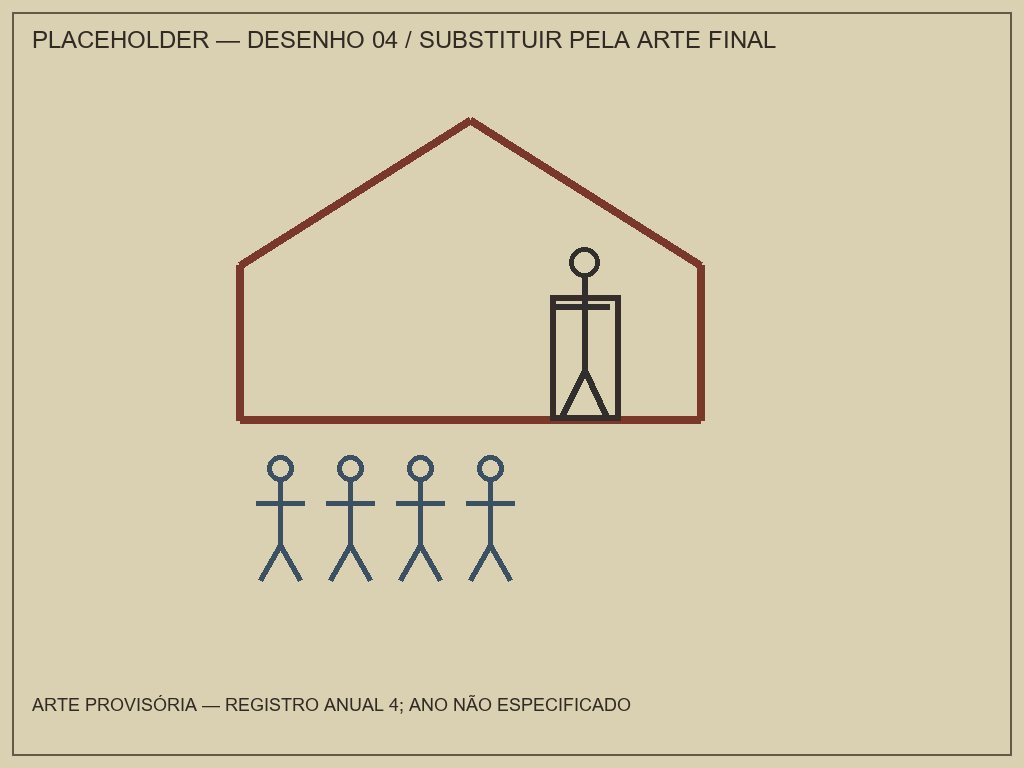 PLACEHOLDER — DESENHO 04 / SUBSTITUIR PELA ARTE FINAL
ARTE PROVISÓRIA — REGISTRO ANUAL 4; ANO NÃO ESPECIFICADO